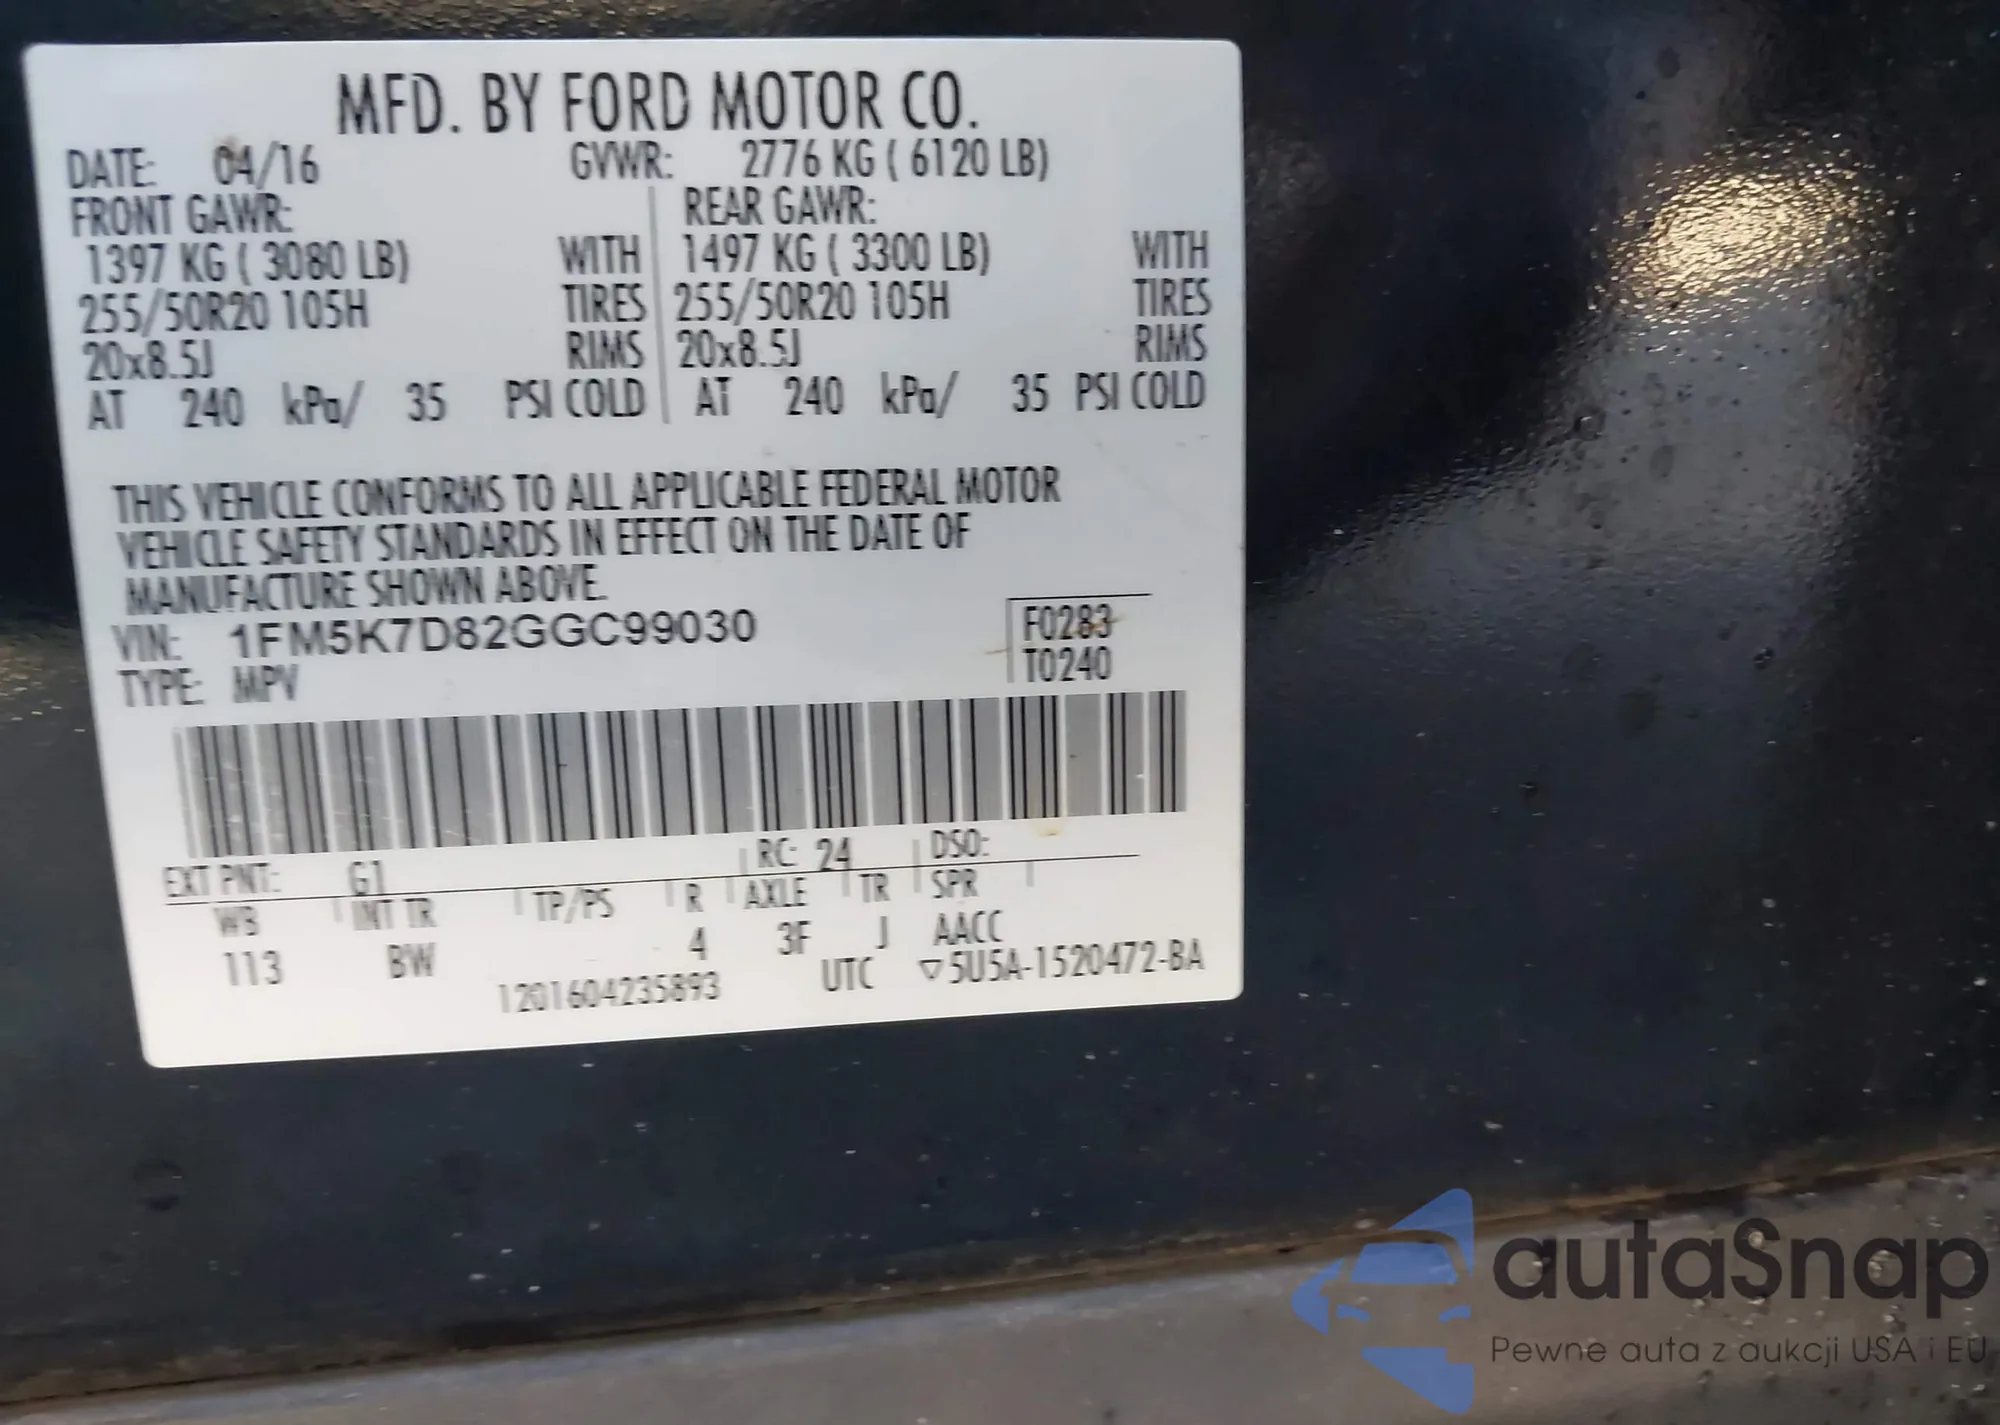 MFD. BY FORD MOTOR CO.
DATE: 04/16 GVWR: 2776 KG ( 6120 LB)
FRONT GAWR: REAR GAWR:
1397 KG ( 3080 LB) WITH 1497 KG ( 3300 LB) WITH
255/50R20 105H TIRES 255/50R20 105H TIRES
20x8.5J RIMS 20x8.5J RIMS
AT 240 kPa/ 35 PSI COLD AT 240 kPa/ 35 PSI COLD
THIS VEHICLE CONFORMS TO ALL APPLICABLE FEDERAL MOTOR
VEHICLE SAFETY STANDARDS IN EFFECT ON THE DATE OF
MANUFACTURE SHOWN ABOVE.
VIN: 1FM5K7D82GGC99030 F0283
TYPE: MPV T0240
EXT PNT: G1 RC: 24 DSO:
WB INT TR TP/PS R AXLE TR SPR
113 BW 4 3F J AACC
1201604235893 UTC ▽5U5A-1520472-BA
autaSnap
Pewne auta z aukcji USA i EU